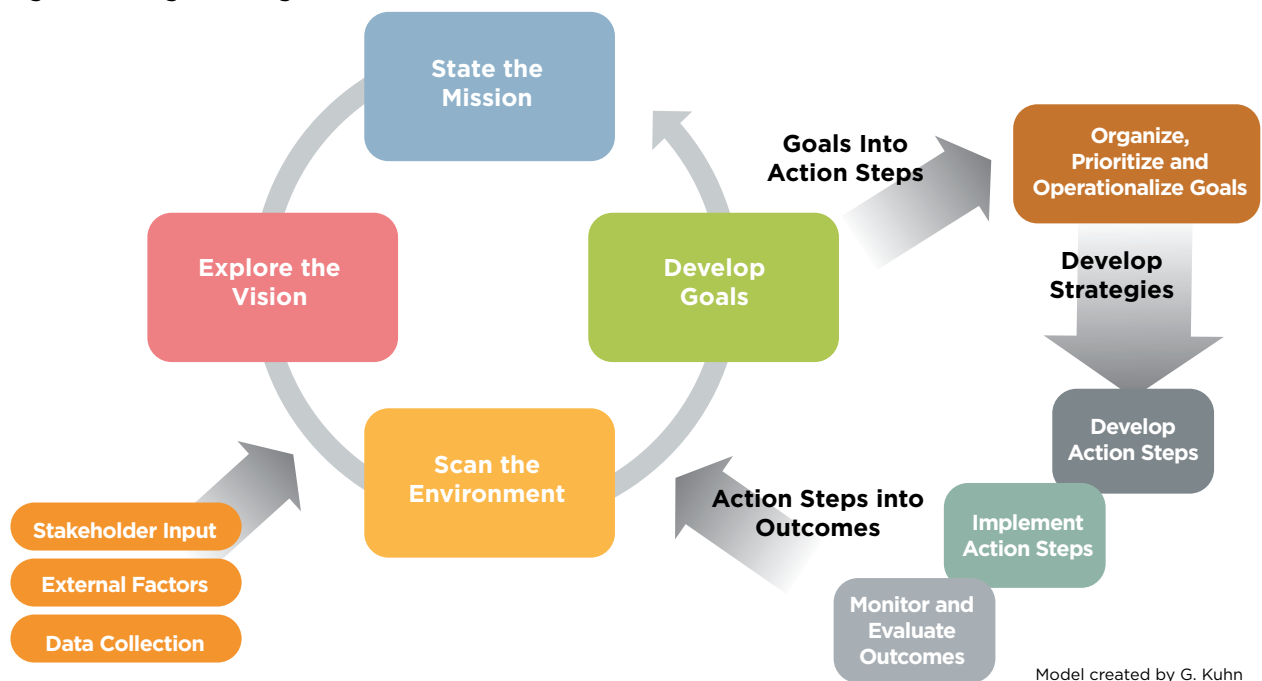 State the
Mission
Explore the
Vision
Scan the
Environment
Develop
Goals
Goals Into
Action Steps
Organize,
Prioritize and
Operationalize Goals
Develop
Strategies
Develop
Action Steps
Implement
Action Steps
Monitor and
Evaluate
Outcomes
Action Steps into
Outcomes
Stakeholder Input
External Factors
Data Collection
Model created by G. Kuhn